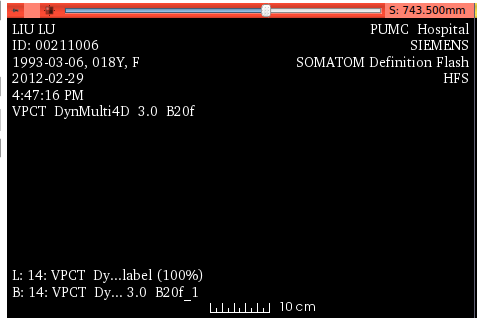 S: 743.500mm
LIU LU
PUMC Hospital
ID: 00211006
SIEMENS
1993-03-06, 018Y, F
SOMATOM Definition Flash
2012-02-29
HFS
4:47:16 PM
VPCT DynMulti4D 3.0 B20f
L: 14: VPCT Dy...label (100%)
B: 14: VPCT Dy... 3.0 B20f_1
10 cm